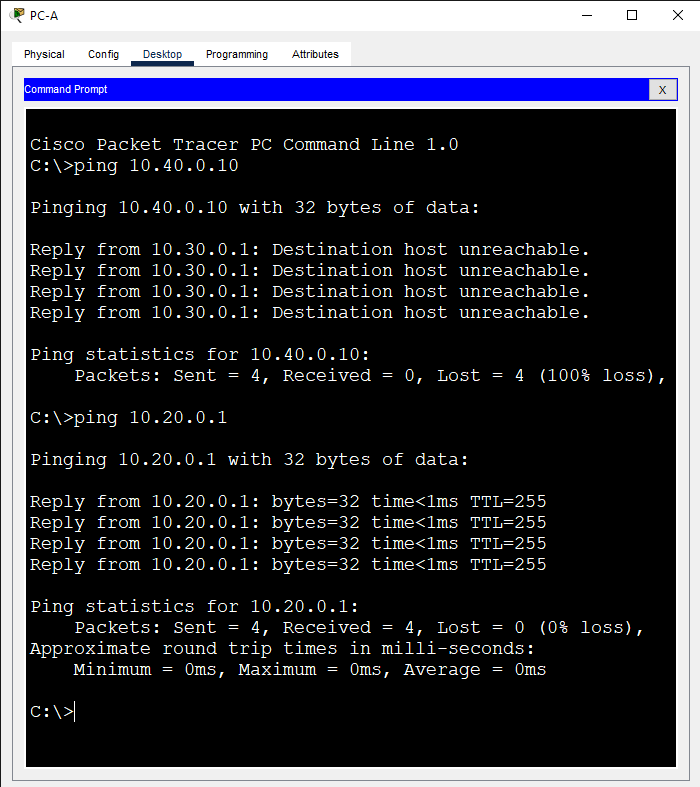 PC-A
Physical Config Desktop Programming Attributes
Command Prompt X
Cisco Packet Tracer PC Command Line 1.0
C:\>ping 10.40.0.10
Pinging 10.40.0.10 with 32 bytes of data:
Reply from 10.30.0.1: Destination host unreachable.
Reply from 10.30.0.1: Destination host unreachable.
Reply from 10.30.0.1: Destination host unreachable.
Reply from 10.30.0.1: Destination host unreachable.
Ping statistics for 10.40.0.10:
    Packets: Sent = 4, Received = 0, Lost = 4 (100% loss),
C:\>ping 10.20.0.1
Pinging 10.20.0.1 with 32 bytes of data:
Reply from 10.20.0.1: bytes=32 time<1ms TTL=255
Reply from 10.20.0.1: bytes=32 time<1ms TTL=255
Reply from 10.20.0.1: bytes=32 time<1ms TTL=255
Reply from 10.20.0.1: bytes=32 time<1ms TTL=255
Ping statistics for 10.20.0.1:
    Packets: Sent = 4, Received = 4, Lost = 0 (0% loss),
Approximate round trip times in milli-seconds:
    Minimum = 0ms, Maximum = 0ms, Average = 0ms
C:\>